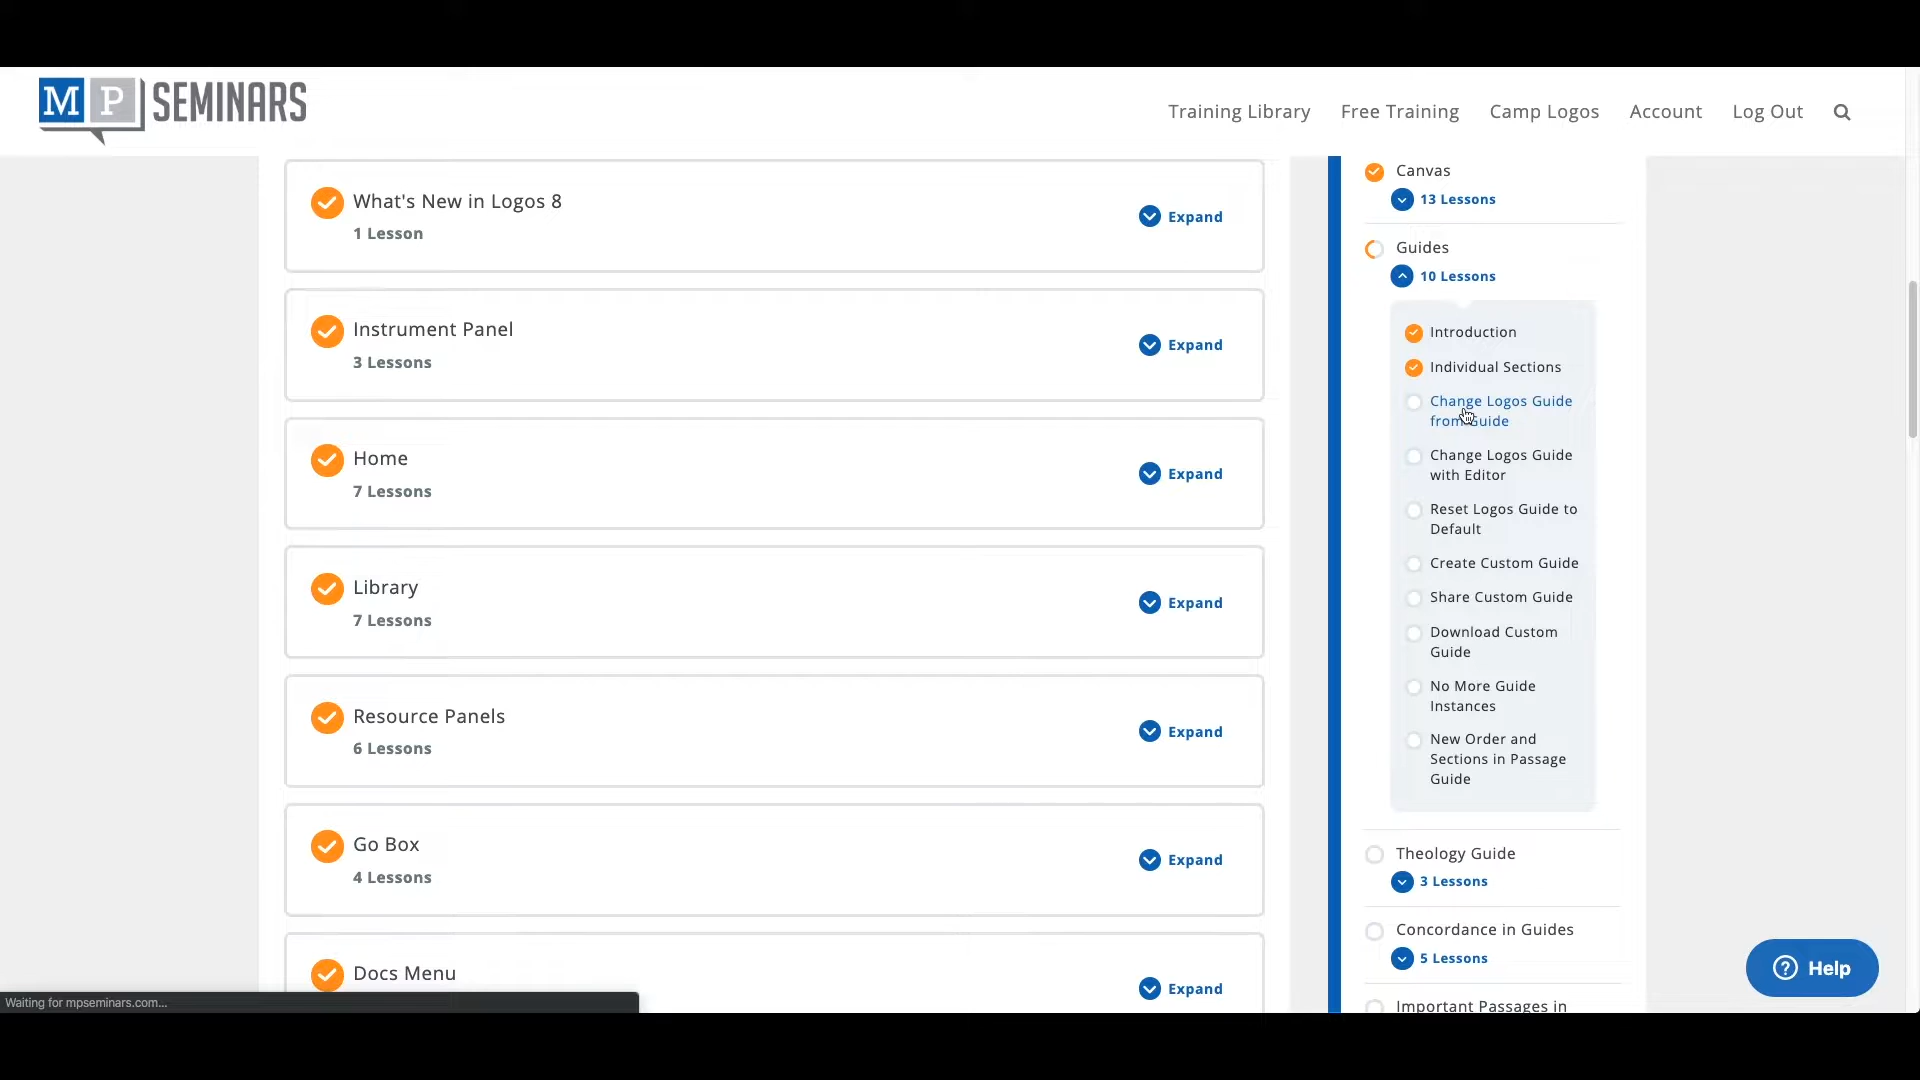 M P SEMINARS
Training Library
Free Training
Camp Logos
Account
Log Out
What's New in Logos 8
1 Lesson
Expand
Instrument Panel
3 Lessons
Expand
Home
7 Lessons
Expand
Library
7 Lessons
Expand
Resource Panels
6 Lessons
Expand
Go Box
4 Lessons
Expand
Docs Menu
Expand
Canvas
13 Lessons
Guides
10 Lessons
Introduction
Individual Sections
Change Logos Guide
from Guide
Change Logos Guide
with Editor
Reset Logos Guide to
Default
Create Custom Guide
Share Custom Guide
Download Custom
Guide
No More Guide
Instances
New Order and
Sections in Passage
Guide
Theology Guide
3 Lessons
Concordance in Guides
5 Lessons
Important Passages in
? Help
Waiting for mpseminars.com...